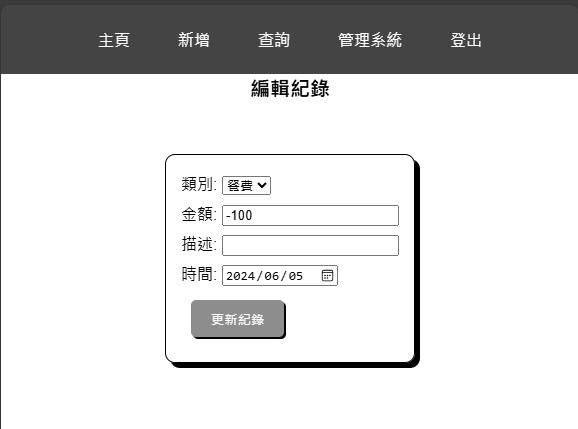 主頁 新增 查詢 管理系統 登出
編輯紀錄
類別: 餐費
金額: -100
描述:
時間: 2024/06/05
更新紀錄